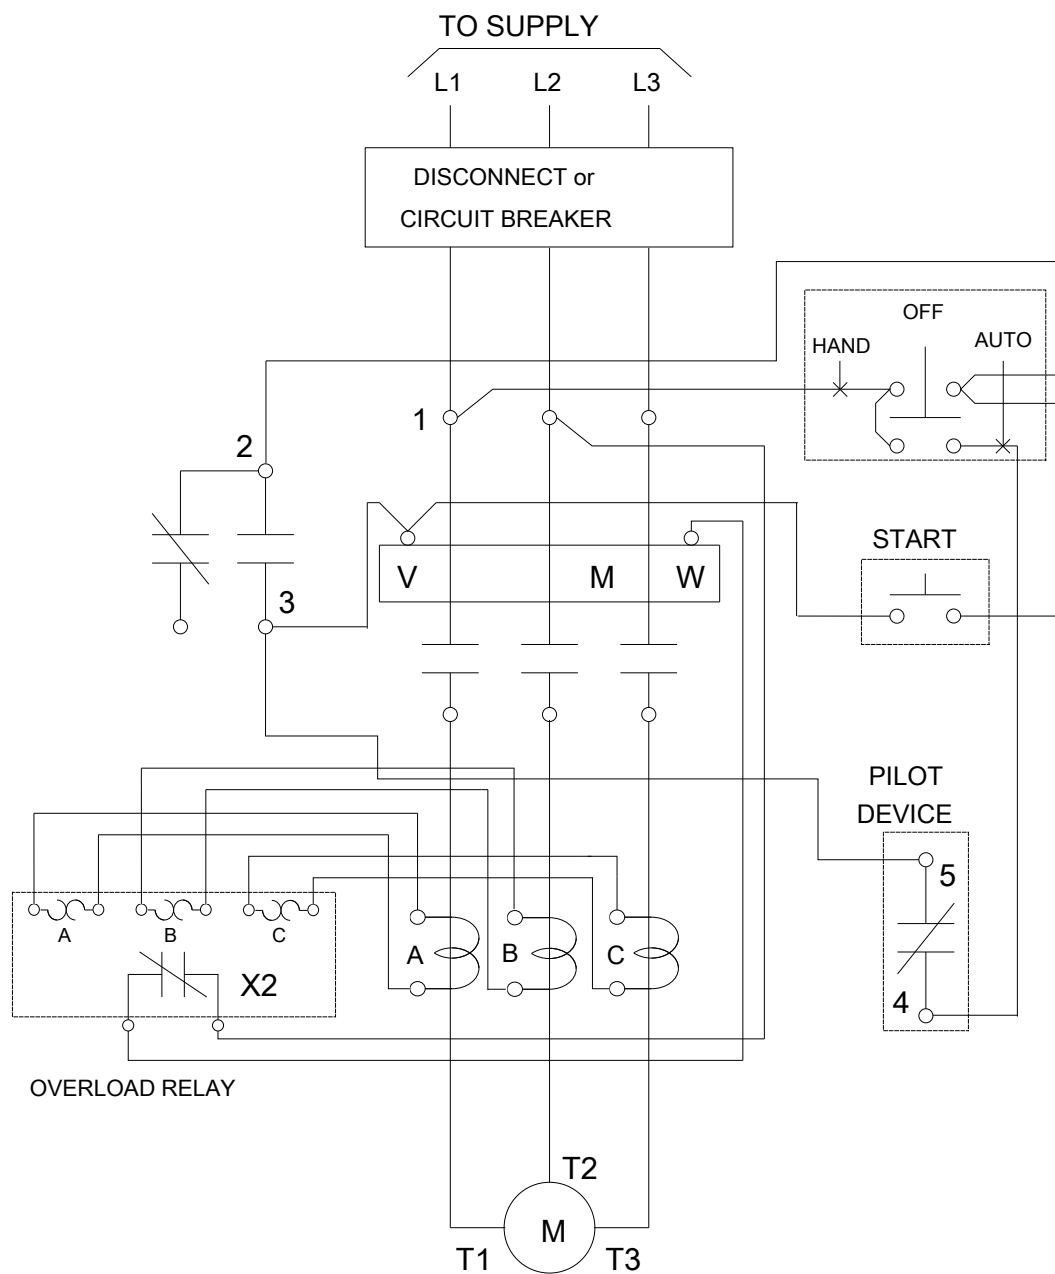 TO SUPPLY
L1 L2 L3
DISCONNECT or
CIRCUIT BREAKER
OFF
HAND
AUTO
1
2
START
V M W
3
PILOT
DEVICE
5
A B C
A B C
X2
4
OVERLOAD RELAY
T2
M
T1 T3